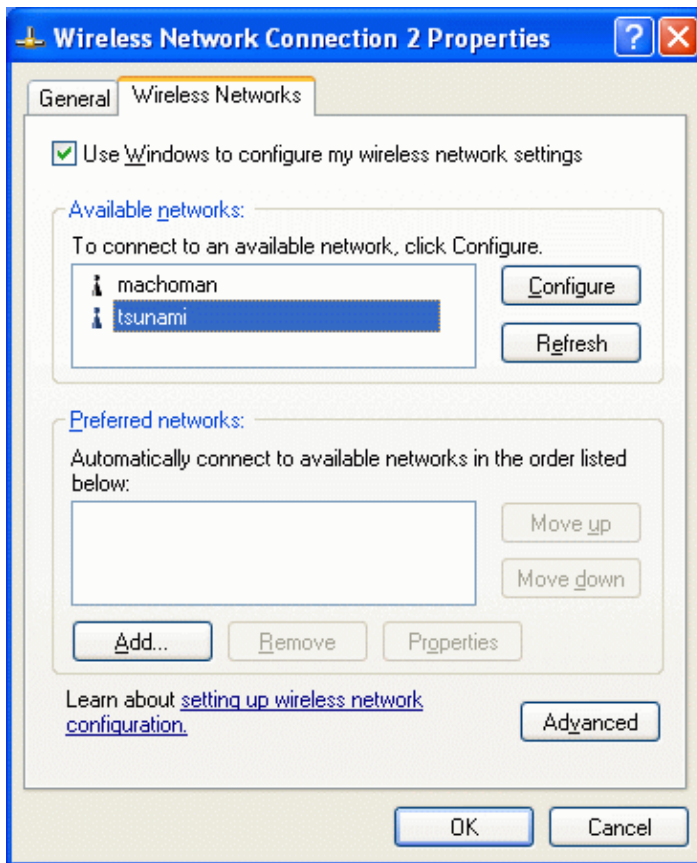 Wireless Network Connection 2 Properties
General
Wireless Networks
Use Windows to configure my wireless network settings
Available networks:
To connect to an available network, click Configure.
machoman
Configure
tsunami
Refresh
Preferred networks:
Automatically connect to available networks in the order listed
below:
Move up
Move down
Add...
Remove
Properties
Learn about setting up wireless network
configuration.
Advanced
OK
Cancel